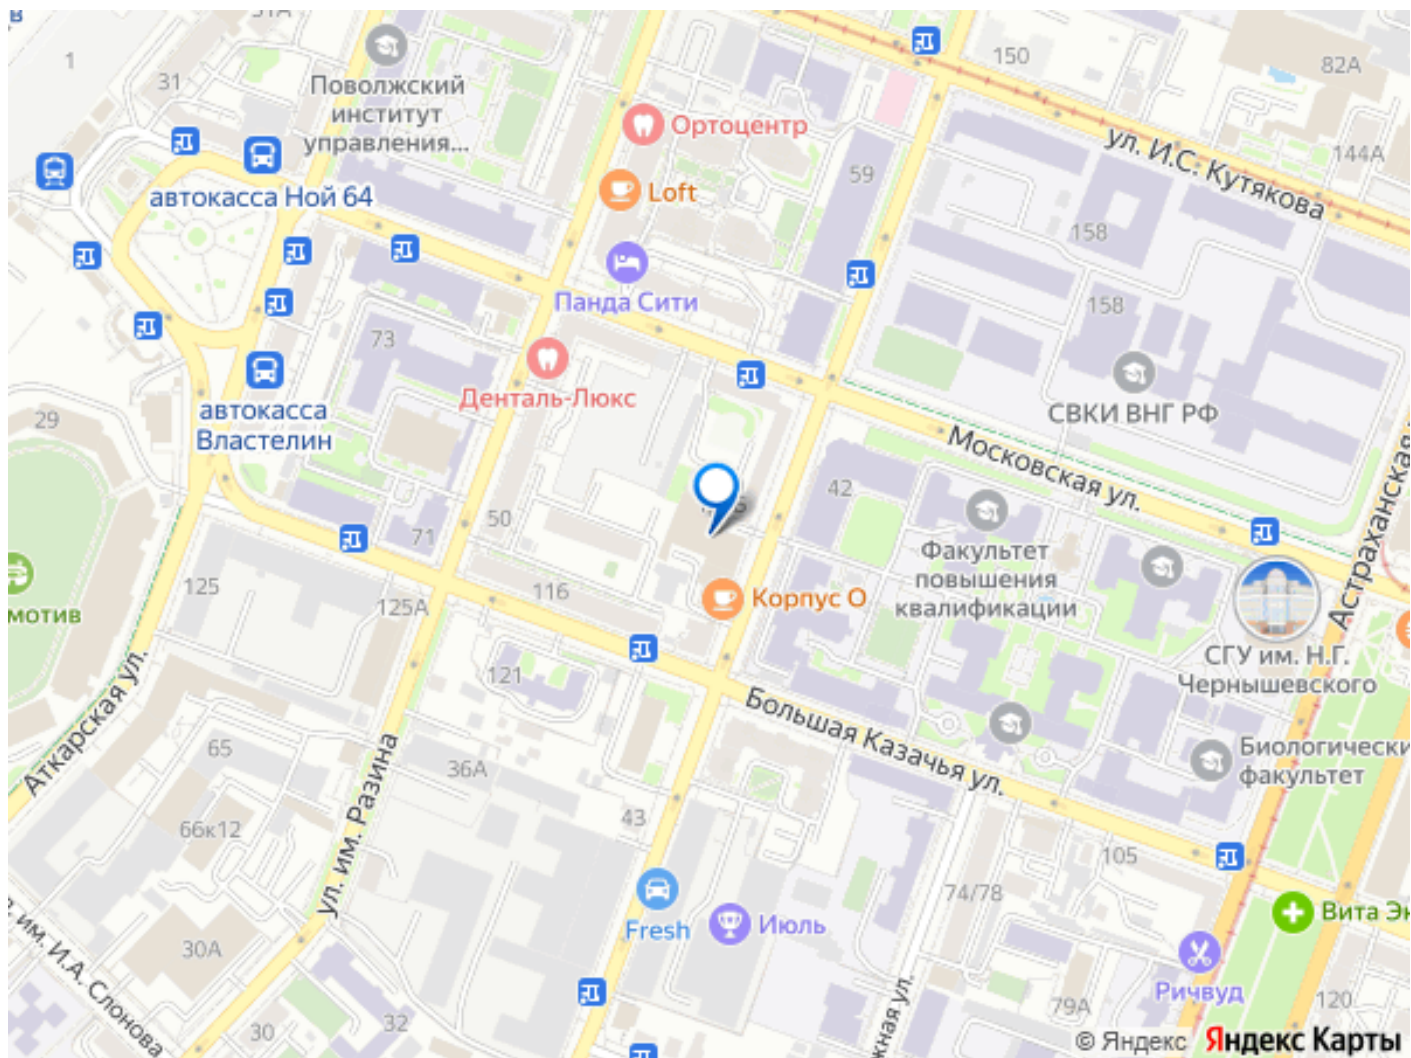 в
31А
1
31
Поволжский
институт
управления...
150
82А
ул. И.С. Кутякова
144А
Ортоцентр
59
Loft
автокасса Ной 64
158
Панда Сити
158
73
Денталь-Люкс
СВКИ ВНГ РФ
29
автокасса
Властелин
Московская ул.
Астраханская
42
50
71
Факультет
повышения
квалификации
125
116
125А
Корпус О
мотив
121
СГУ им. Н.Г.
Чернышевского
Большая Казачья ул.
Аткарская ул.
65
36А
Биологически
факультет
ул. им. Разина
66к12
43
105
74/78
Вита Эк
Fresh
Июль
30А
им. И.А. Слонова
Ричвуд
79А
120
30
32
жная ул.
© Яндекс Яндекс Карты